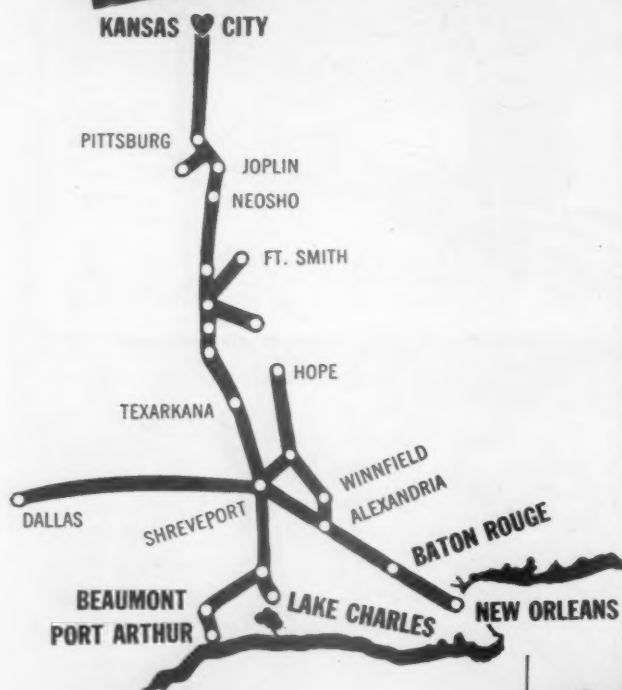 KANSAS CITY
PITTSBURG
JOPLIN
NEOSHO
FT. SMITH
HOPE
TEXARKANA
WINNFIELD
ALEXANDRIA
DALLAS
SHREVEPORT
BATON ROUGE
BEAUMONT
LAKE CHARLES
NEW ORLEANS
PORT ARTHUR